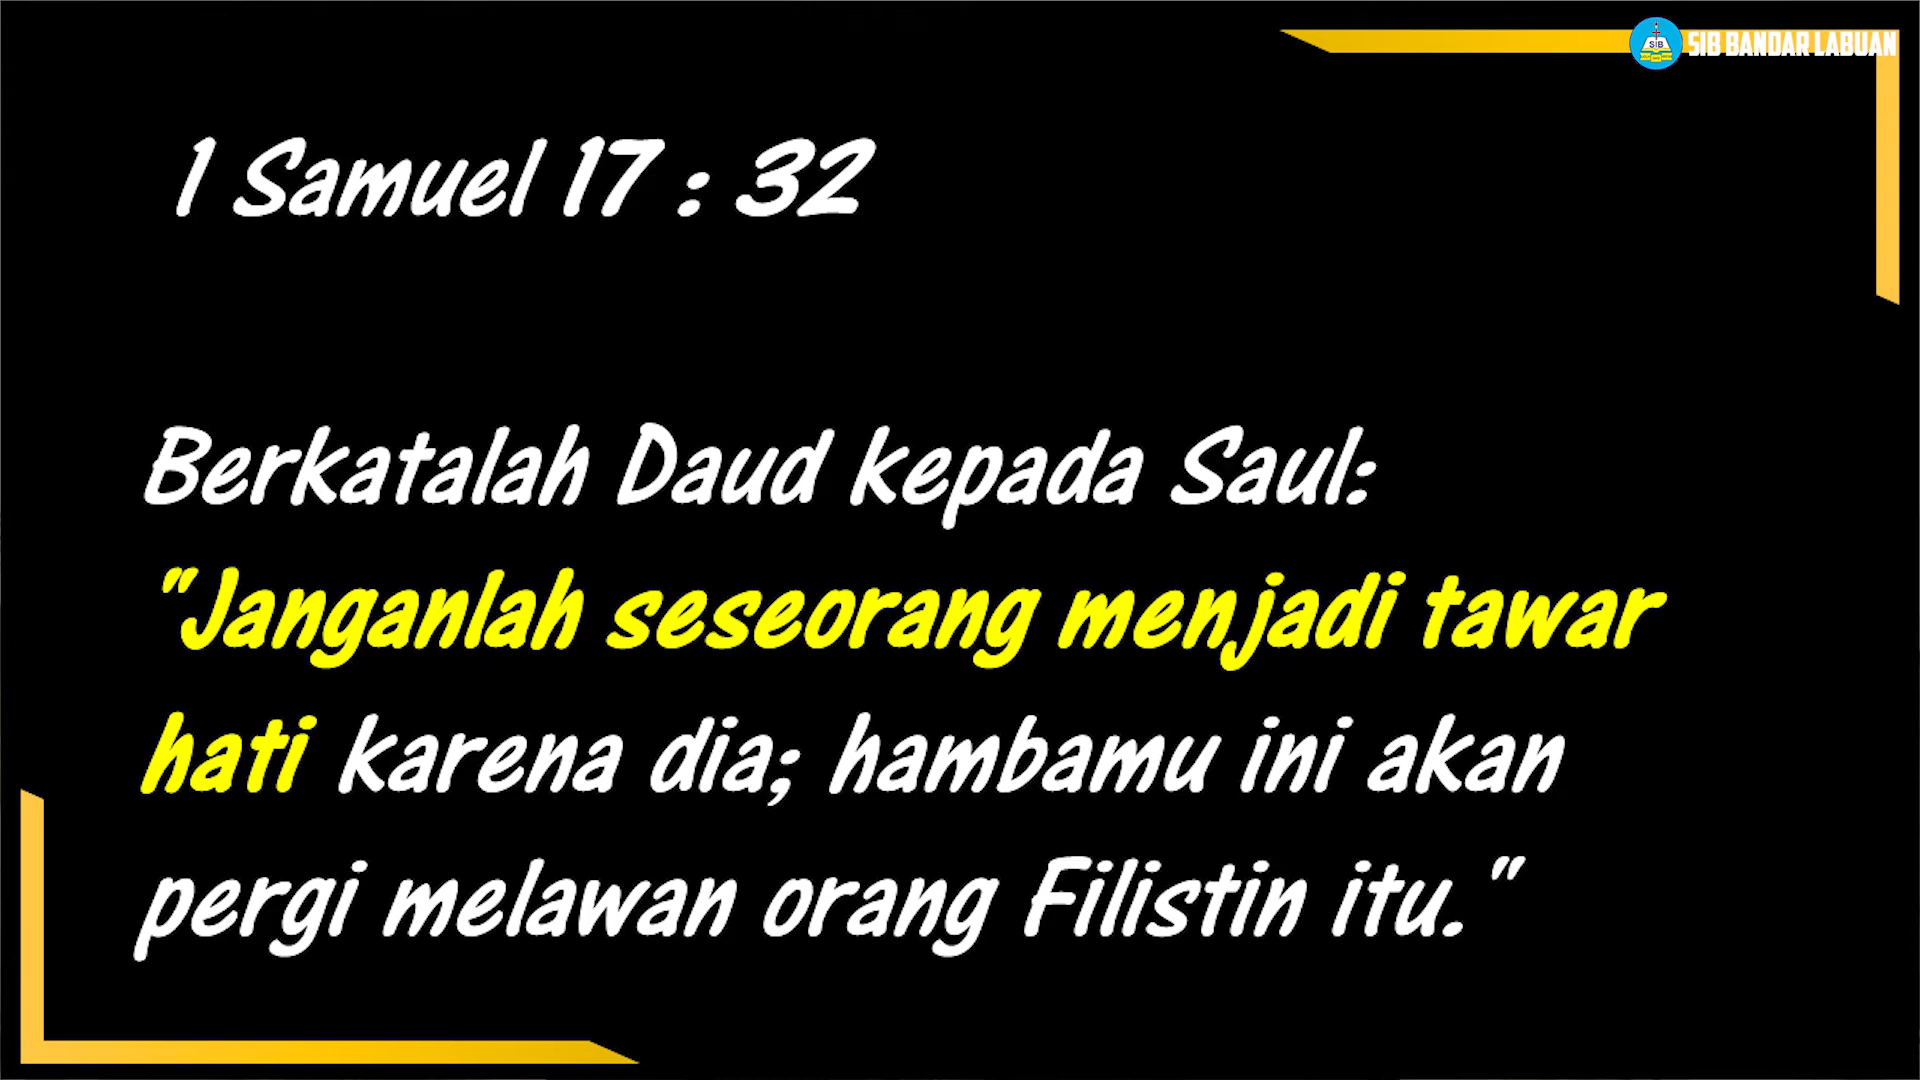 SIB SIB BANDAR LABUAN
1 Samuel 17 : 32
Berkatalah Daud kepada Saul:
"Janganlah seseorang menjadi tawar
hati karena dia; hambamu ini akan
pergi melawan orang Filistin itu."